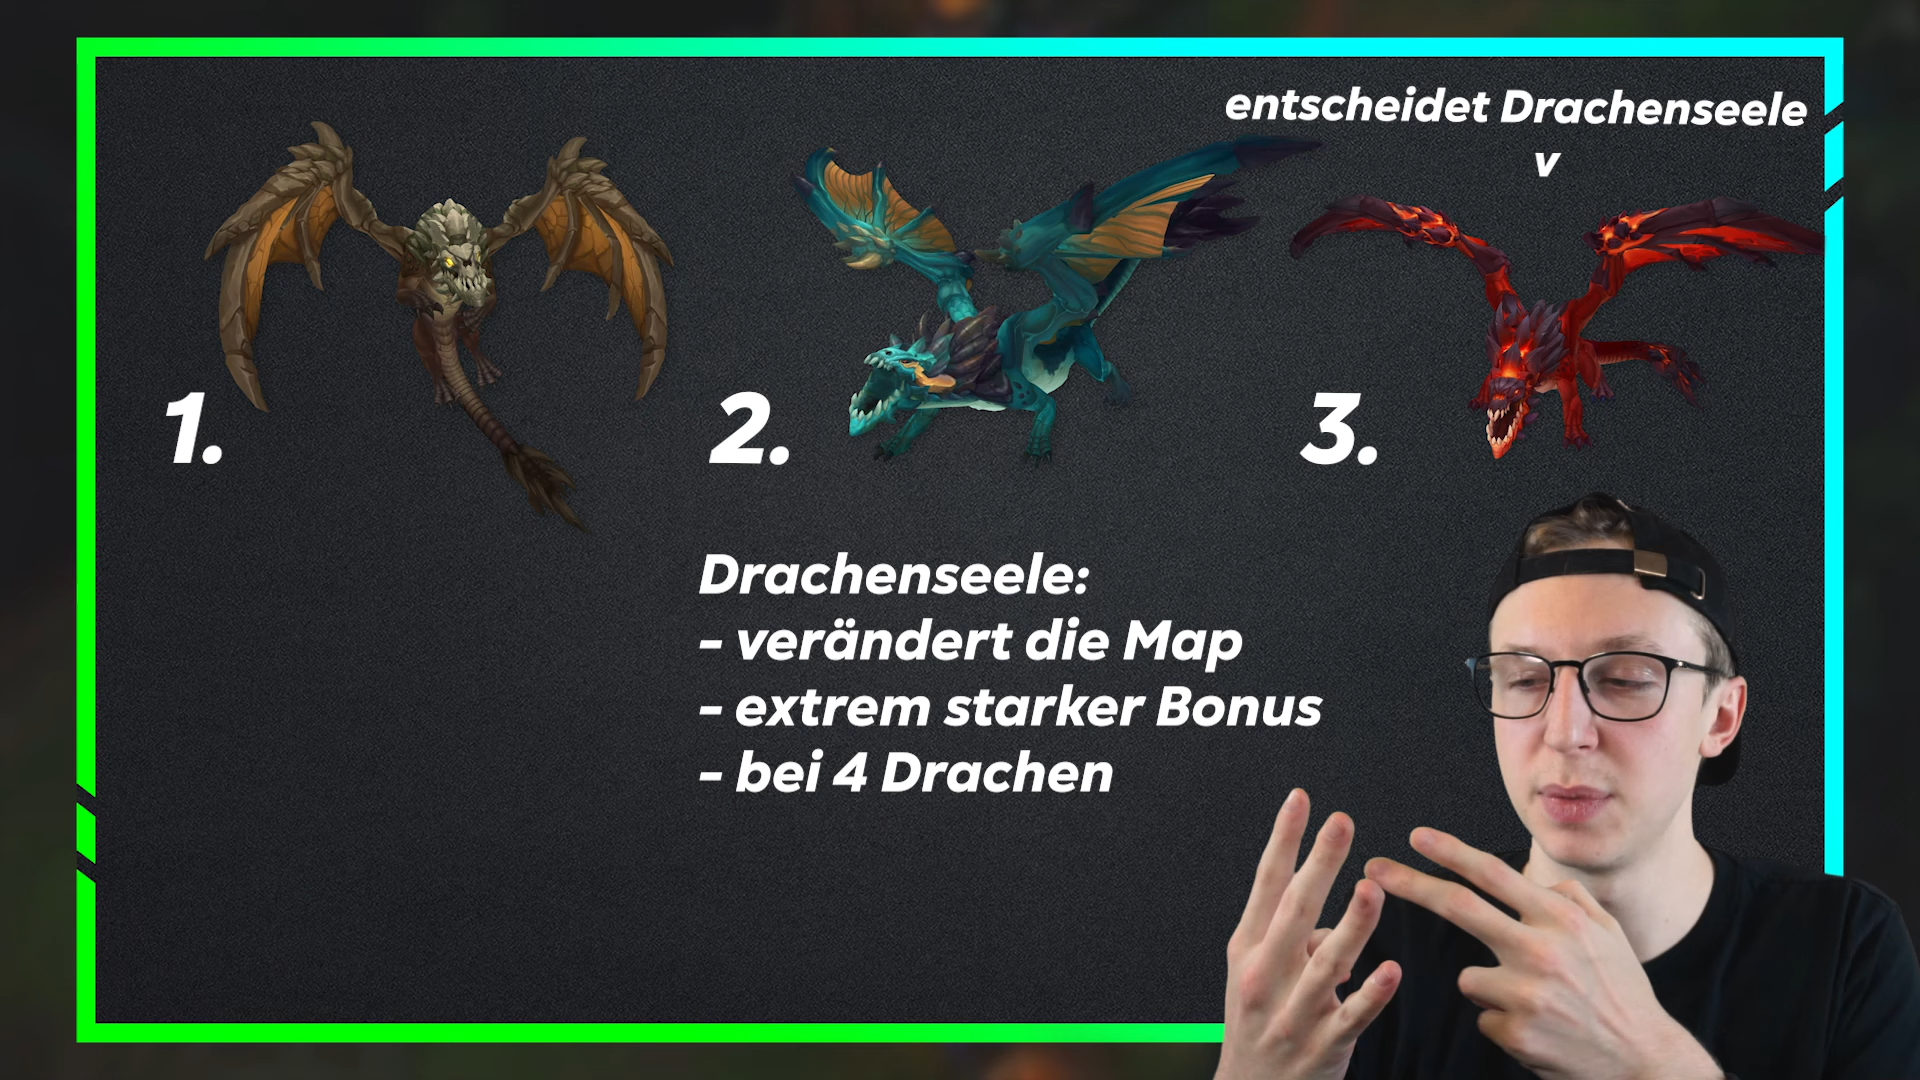 entscheidet Drachenseele
v
1.
2.
3.
Drachenseele:
- verändert die Map
- extrem starker Bonus
- bei 4 Drachen